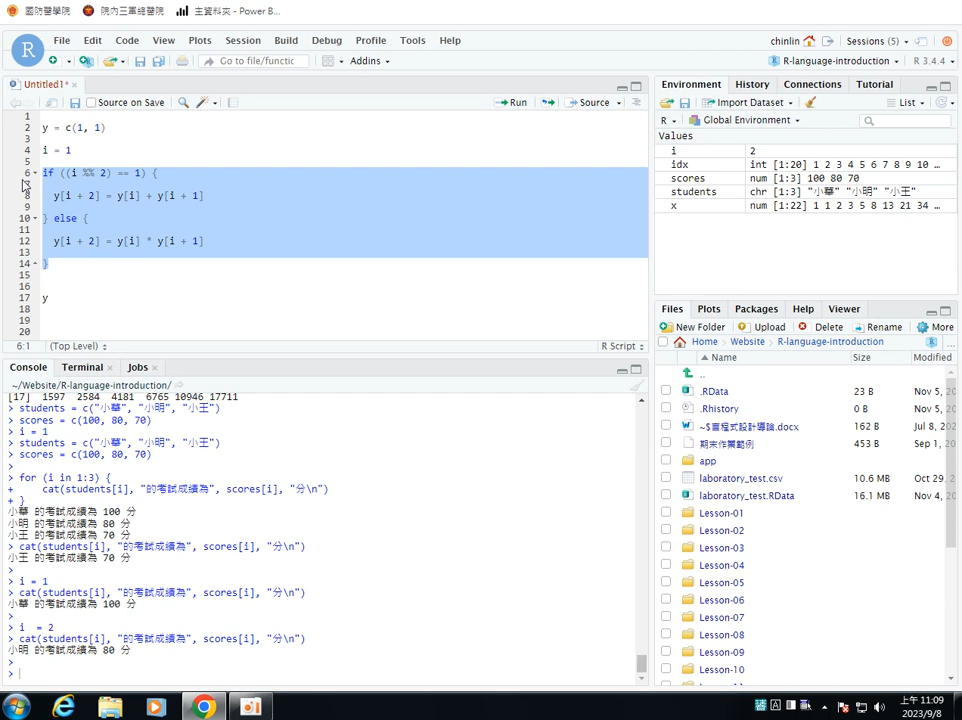 國防醫學院 院內三軍總醫院 主資料夾 - Power B...
File Edit Code View Plots Session Build Debug Profile Tools Help
chinlin Sessions (5)
Go to file/functic Addins
R-language-introduction R 3.4.4
Untitled1*
Source on Save Run Source
1
2 y = c(1, 1)
3
4 i = 1
5
6 if ((i %% 2) == 1) {
7
8 y[i + 2] = y[i] + y[i + 1]
9
10 } else {
11
12 y[i + 2] = y[i] * y[i + 1]
13
14 }
15
16
17 y
18
19
20
6:1 (Top Level) R Script
Console Terminal Jobs
~/Website/R-language-introduction/
[17] 1597 2584 4181 6765 10946 17711
> students = c("小華", "小明", "小王")
> scores = c(100, 80, 70)
> i = 1
> students = c("小華", "小明", "小王")
> scores = c(100, 80, 70)
>
> for (i in 1:3) {
+ cat(students[i], "的考試成績為", scores[i], "分\n")
+ }
小華 的考試成績為 100 分
小明 的考試成績為 80 分
小王 的考試成績為 70 分
> cat(students[i], "的考試成績為", scores[i], "分\n")
小王 的考試成績為 70 分
>
> i = 1
> cat(students[i], "的考試成績為", scores[i], "分\n")
小華 的考試成績為 100 分
>
> i  = 2
> cat(students[i], "的考試成績為", scores[i], "分\n")
小明 的考試成績為 80 分
>
>
Environment History Connections Tutorial
Import Dataset List
R Global Environment
Values
i 2
idx int [1:20] 1 2 3 4 5 6 7 8 9 10 ...
scores num [1:3] 100 80 70
students chr [1:3] "小華" "小明" "小王"
x num [1:22] 1 1 2 3 5 8 13 21 34 ...
Files Plots Packages Help Viewer
New Folder Upload Delete Rename More
Home Website R-language-introduction ...
Name Size Modified
..
.RData 23 B Nov 5, 20
.Rhistory 0 B Nov 5, 20
162 B Jul 8, 20
期末作業範例 453 B Sep 1, 20
app
laboratory_test.csv 10.6 MB Oct 29,
laboratory_test.RData 16.1 MB Nov 4, 20
Lesson-01
Lesson-02
Lesson-03
Lesson-04
Lesson-05
Lesson-06
Lesson-07
Lesson-08
Lesson-09
Lesson-10
上午 11:09
2023/9/8